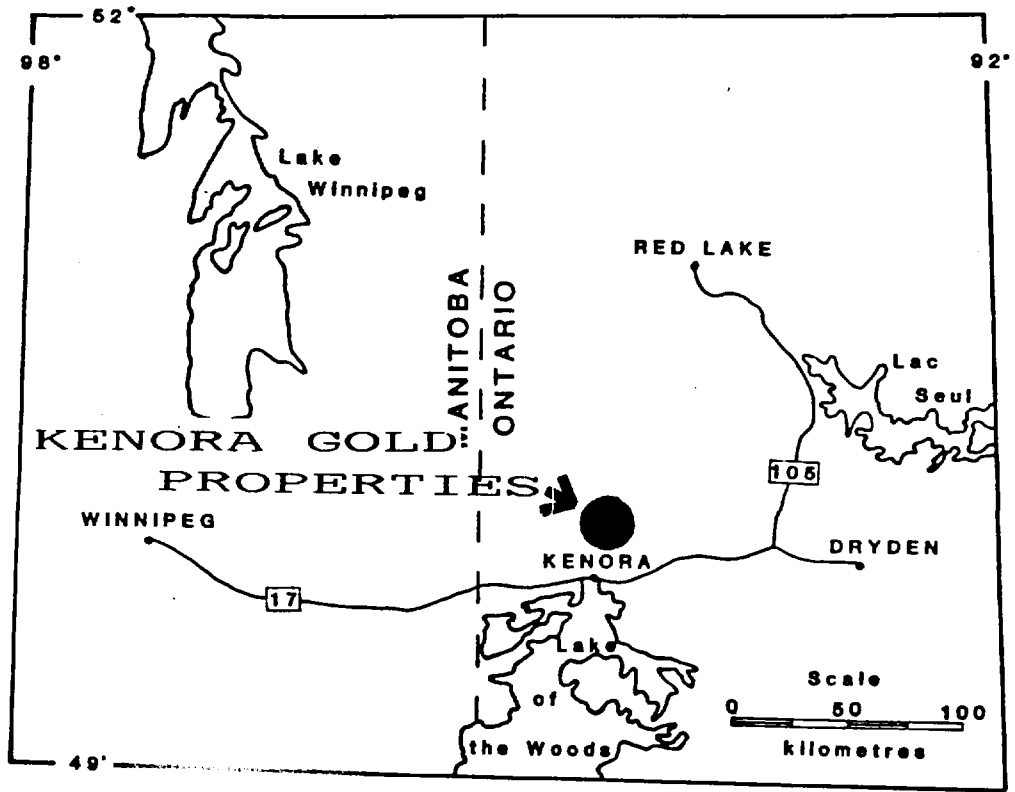 52°
98°
92°
Lake
Winnipeg
RED LAKE
ANITOBA
ONTARIO
Lac
Seul
KENORA GOLD
PROPERTIES
105
WINNIPEG
DRYDEN
KENORA
17
Lake
of
the Woods
Scale
0 50 100
kilometres
49°